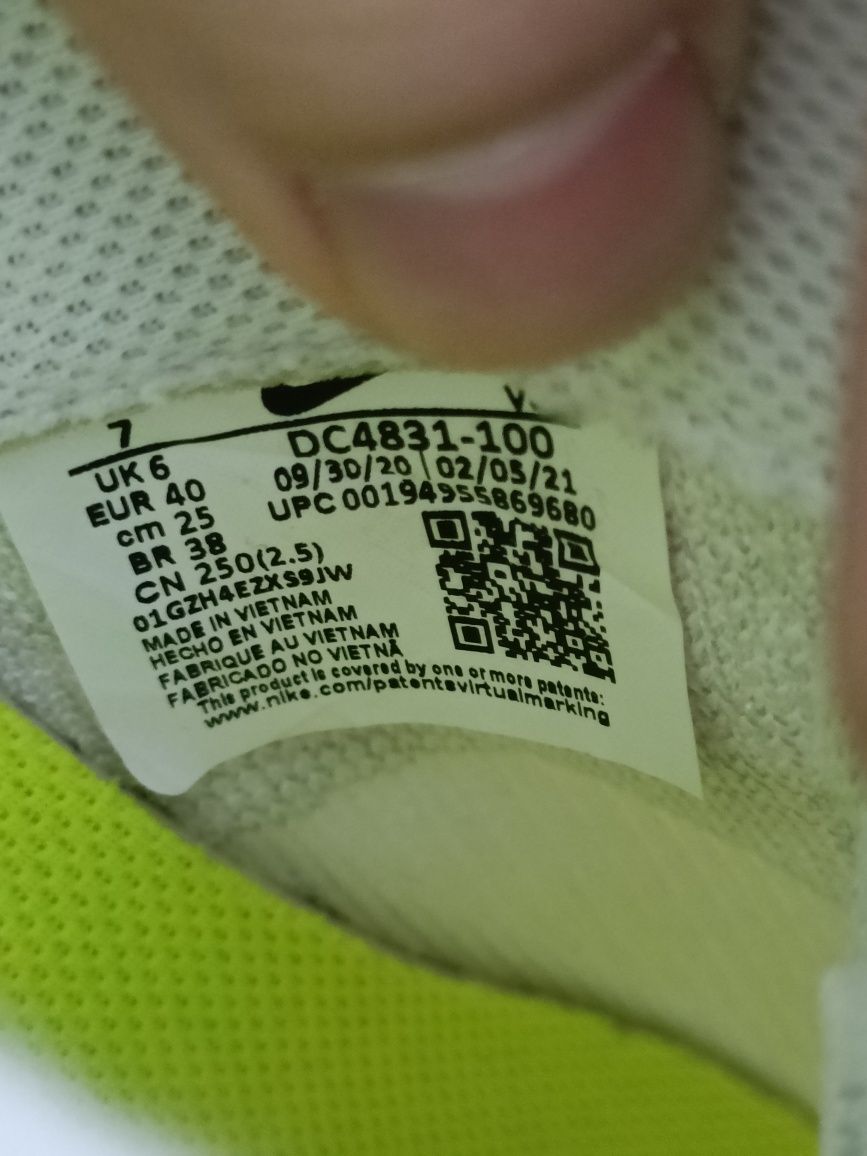 7
UK 6
EUR 40
cm 25
BR 38
CN 250(2.5)
DC4831-100
09/30/20 \ 02/05/21
UPC 00194955869680
01GZH4EZXS9JW
MADE IN VIETNAM
HECHO EN VIETNAM
FABRIQUE AU VIETNAM
FABRICADO NO VIETNÃ
This product is covered by one or more patents:
www.nike.com/patentsvirtualmarking